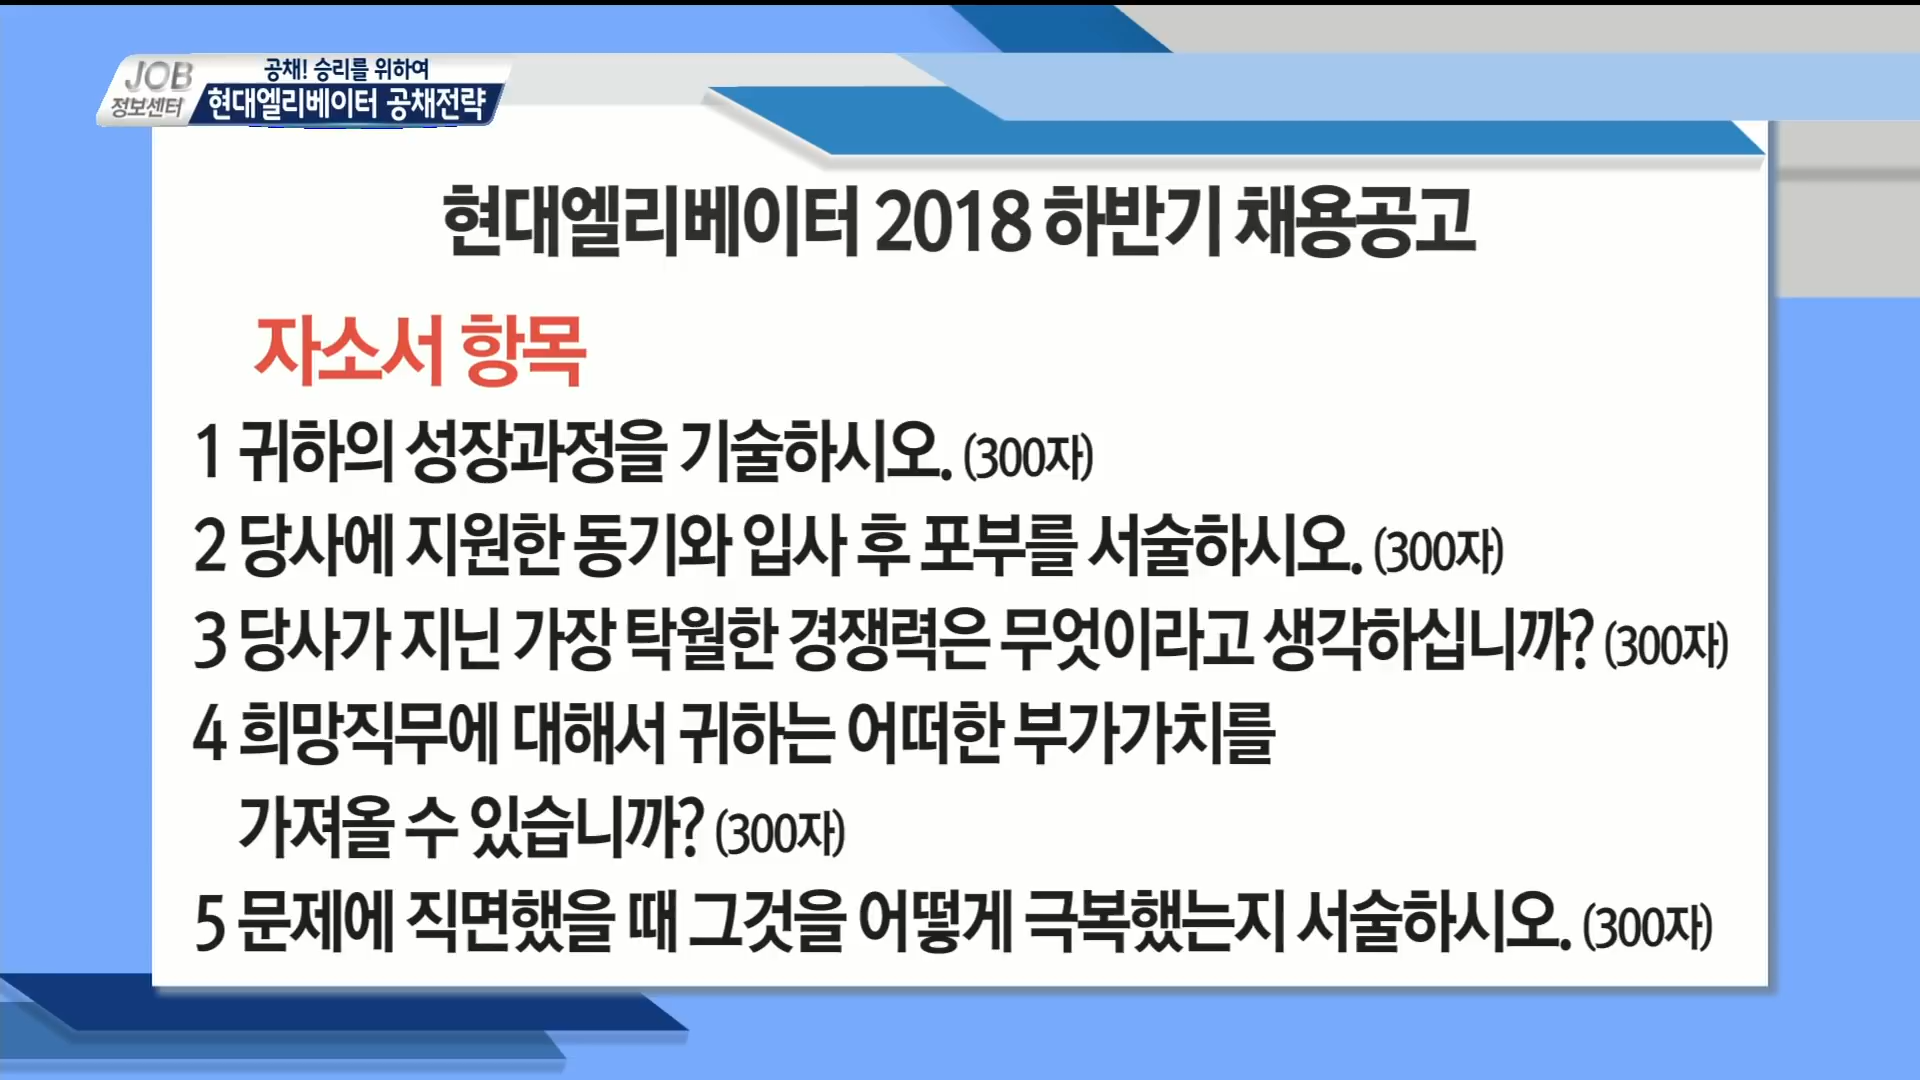 JOB
정보센터
공채! 승리를 위하여
현대엘리베이터 공채전략
현대엘리베이터 2018 하반기 채용공고
자소서 항목
1 귀하의 성장과정을 기술하시오. (300자)
2 당사에 지원한 동기와 입사 후 포부를 서술하시오. (300자)
3 당사가 지닌 가장 탁월한 경쟁력은 무엇이라고 생각하십니까? (300자)
4 희망직무에 대해서 귀하는 어떠한 부가가치를
가져올 수 있습니까? (300자)
5 문제에 직면했을 때 그것을 어떻게 극복했는지 서술하시오. (300자)